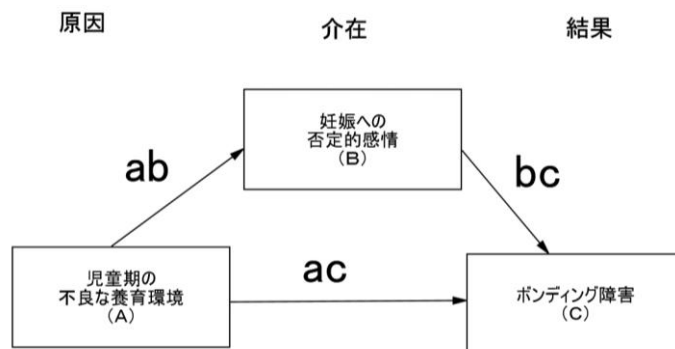 原因
介在
結果
妊娠への
否定的感情
(B)
ab
bc
児童期の
不良な養育環境
(A)
ac
ボンディング障害
(C)